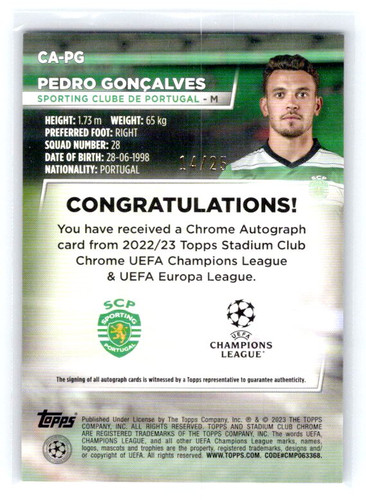 CA-PG
PEDRO GONÇALVES
SPORTING CLUBE DE PORTUGAL - M
HEIGHT: 1.73 m WEIGHT: 65 kg
PREFERRED FOOT: RIGHT
SQUAD NUMBER: 28
DATE OF BIRTH: 28-06-1998
NATIONALITY: PORTUGAL
14/25
SCP
CONGRATULATIONS!
You have received a Chrome Autograph
card from 2022/23 Topps Stadium Club
Chrome UEFA Champions League
& UEFA Europa League.
SCP
SPORTING
PORTUGAL
UEFA
CHAMPIONS
LEAGUE
The signing of all autograph cards is witnessed by a Topps representative to guarantee authenticity.
Topps
Published Under License by The Topps Company, Inc. ® & © 2023 THE TOPPS
COMPANY, INC. ALL RIGHTS RESERVED. TOPPS AND STADIUM CLUB CHROME
ARE REGISTERED TRADEMARKS OF THE TOPPS COMPANY, INC. The words UEFA,
CHAMPIONS LEAGUE, and all other UEFA Champions League marks, names,
logos, mascots and trophies are the property, registered trademarks, designs and/
or copyright of UEFA. All rights reserved. WWW.TOPPS.COM. CODE#CMP063368.